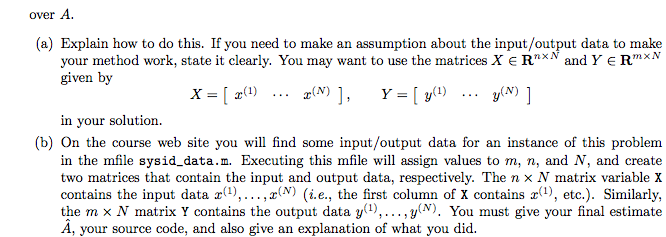 over A.
(a) Explain how to do this. If you need to make an assumption about the input/output data to make
your method work, state it clearly. You may want to use the matrices X ∈ R^{n×N} and Y ∈ R^{m×N}
given by
X = [ x^{(1)} ··· x^{(N)} ], Y = [ y^{(1)} ··· y^{(N)} ]
in your solution.
(b) On the course web site you will find some input/output data for an instance of this problem
in the mfile sysid_data.m. Executing this mfile will assign values to m, n, and N, and create
two matrices that contain the input and output data, respectively. The n × N matrix variable X
contains the input data x^{(1)}, . . . , x^{(N)} (i.e., the first column of X contains x^{(1)}, etc.). Similarly,
the m × N matrix Y contains the output data y^{(1)}, . . . , y^{(N)}. You must give your final estimate
Â, your source code, and also give an explanation of what you did.